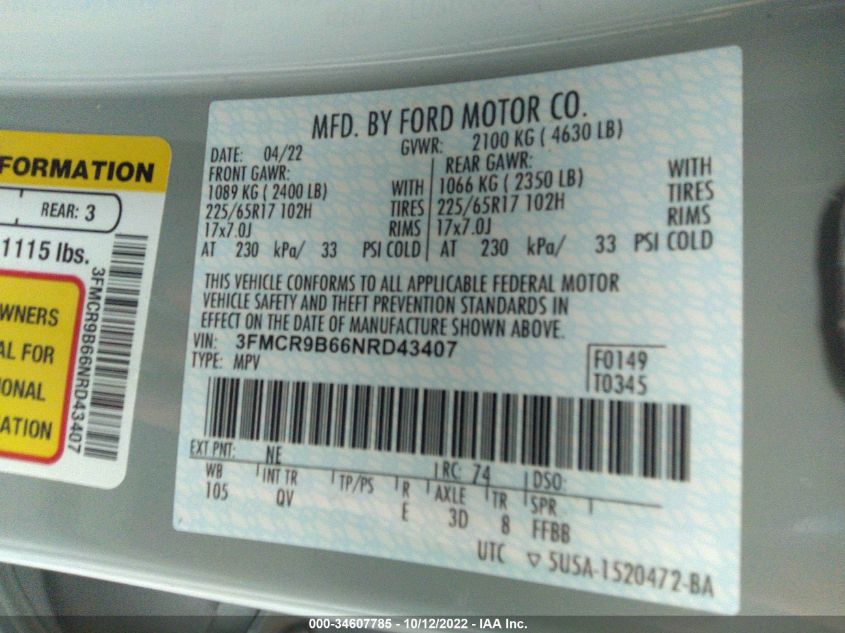 FORMATION
REAR: 3
1115 lbs.
WNERS
AL FOR
IONAL
ATION
3FMCR9B66NRD43407
MFD. BY FORD MOTOR CO.
DATE: 04/22 GVWR: 2100 KG ( 4630 LB)
FRONT GAWR: REAR GAWR:
1089 KG ( 2400 LB) WITH 1066 KG ( 2350 LB) WITH
225/65R17 102H TIRES 225/65R17 102H TIRES
17x7.0J RIMS 17x7.0J RIMS
AT 230 kPa/ 33 PSI COLD AT 230 kPa/ 33 PSI COLD
THIS VEHICLE CONFORMS TO ALL APPLICABLE FEDERAL MOTOR
VEHICLE SAFETY AND THEFT PREVENTION STANDARDS IN
EFFECT ON THE DATE OF MANUFACTURE SHOWN ABOVE.
VIN: 3FMCR9B66NRD43407
TYPE: MPV
F0149
T0345
EXT PNT: NE RC: 74 DSO:
WB INT TR TP/PS R AXLE TR SPR
105 QV E 3D 8 FFBB
UTC ▽ 5U5A-1520472-BA
000-34607785 - 10/12/2022 - IAA Inc.